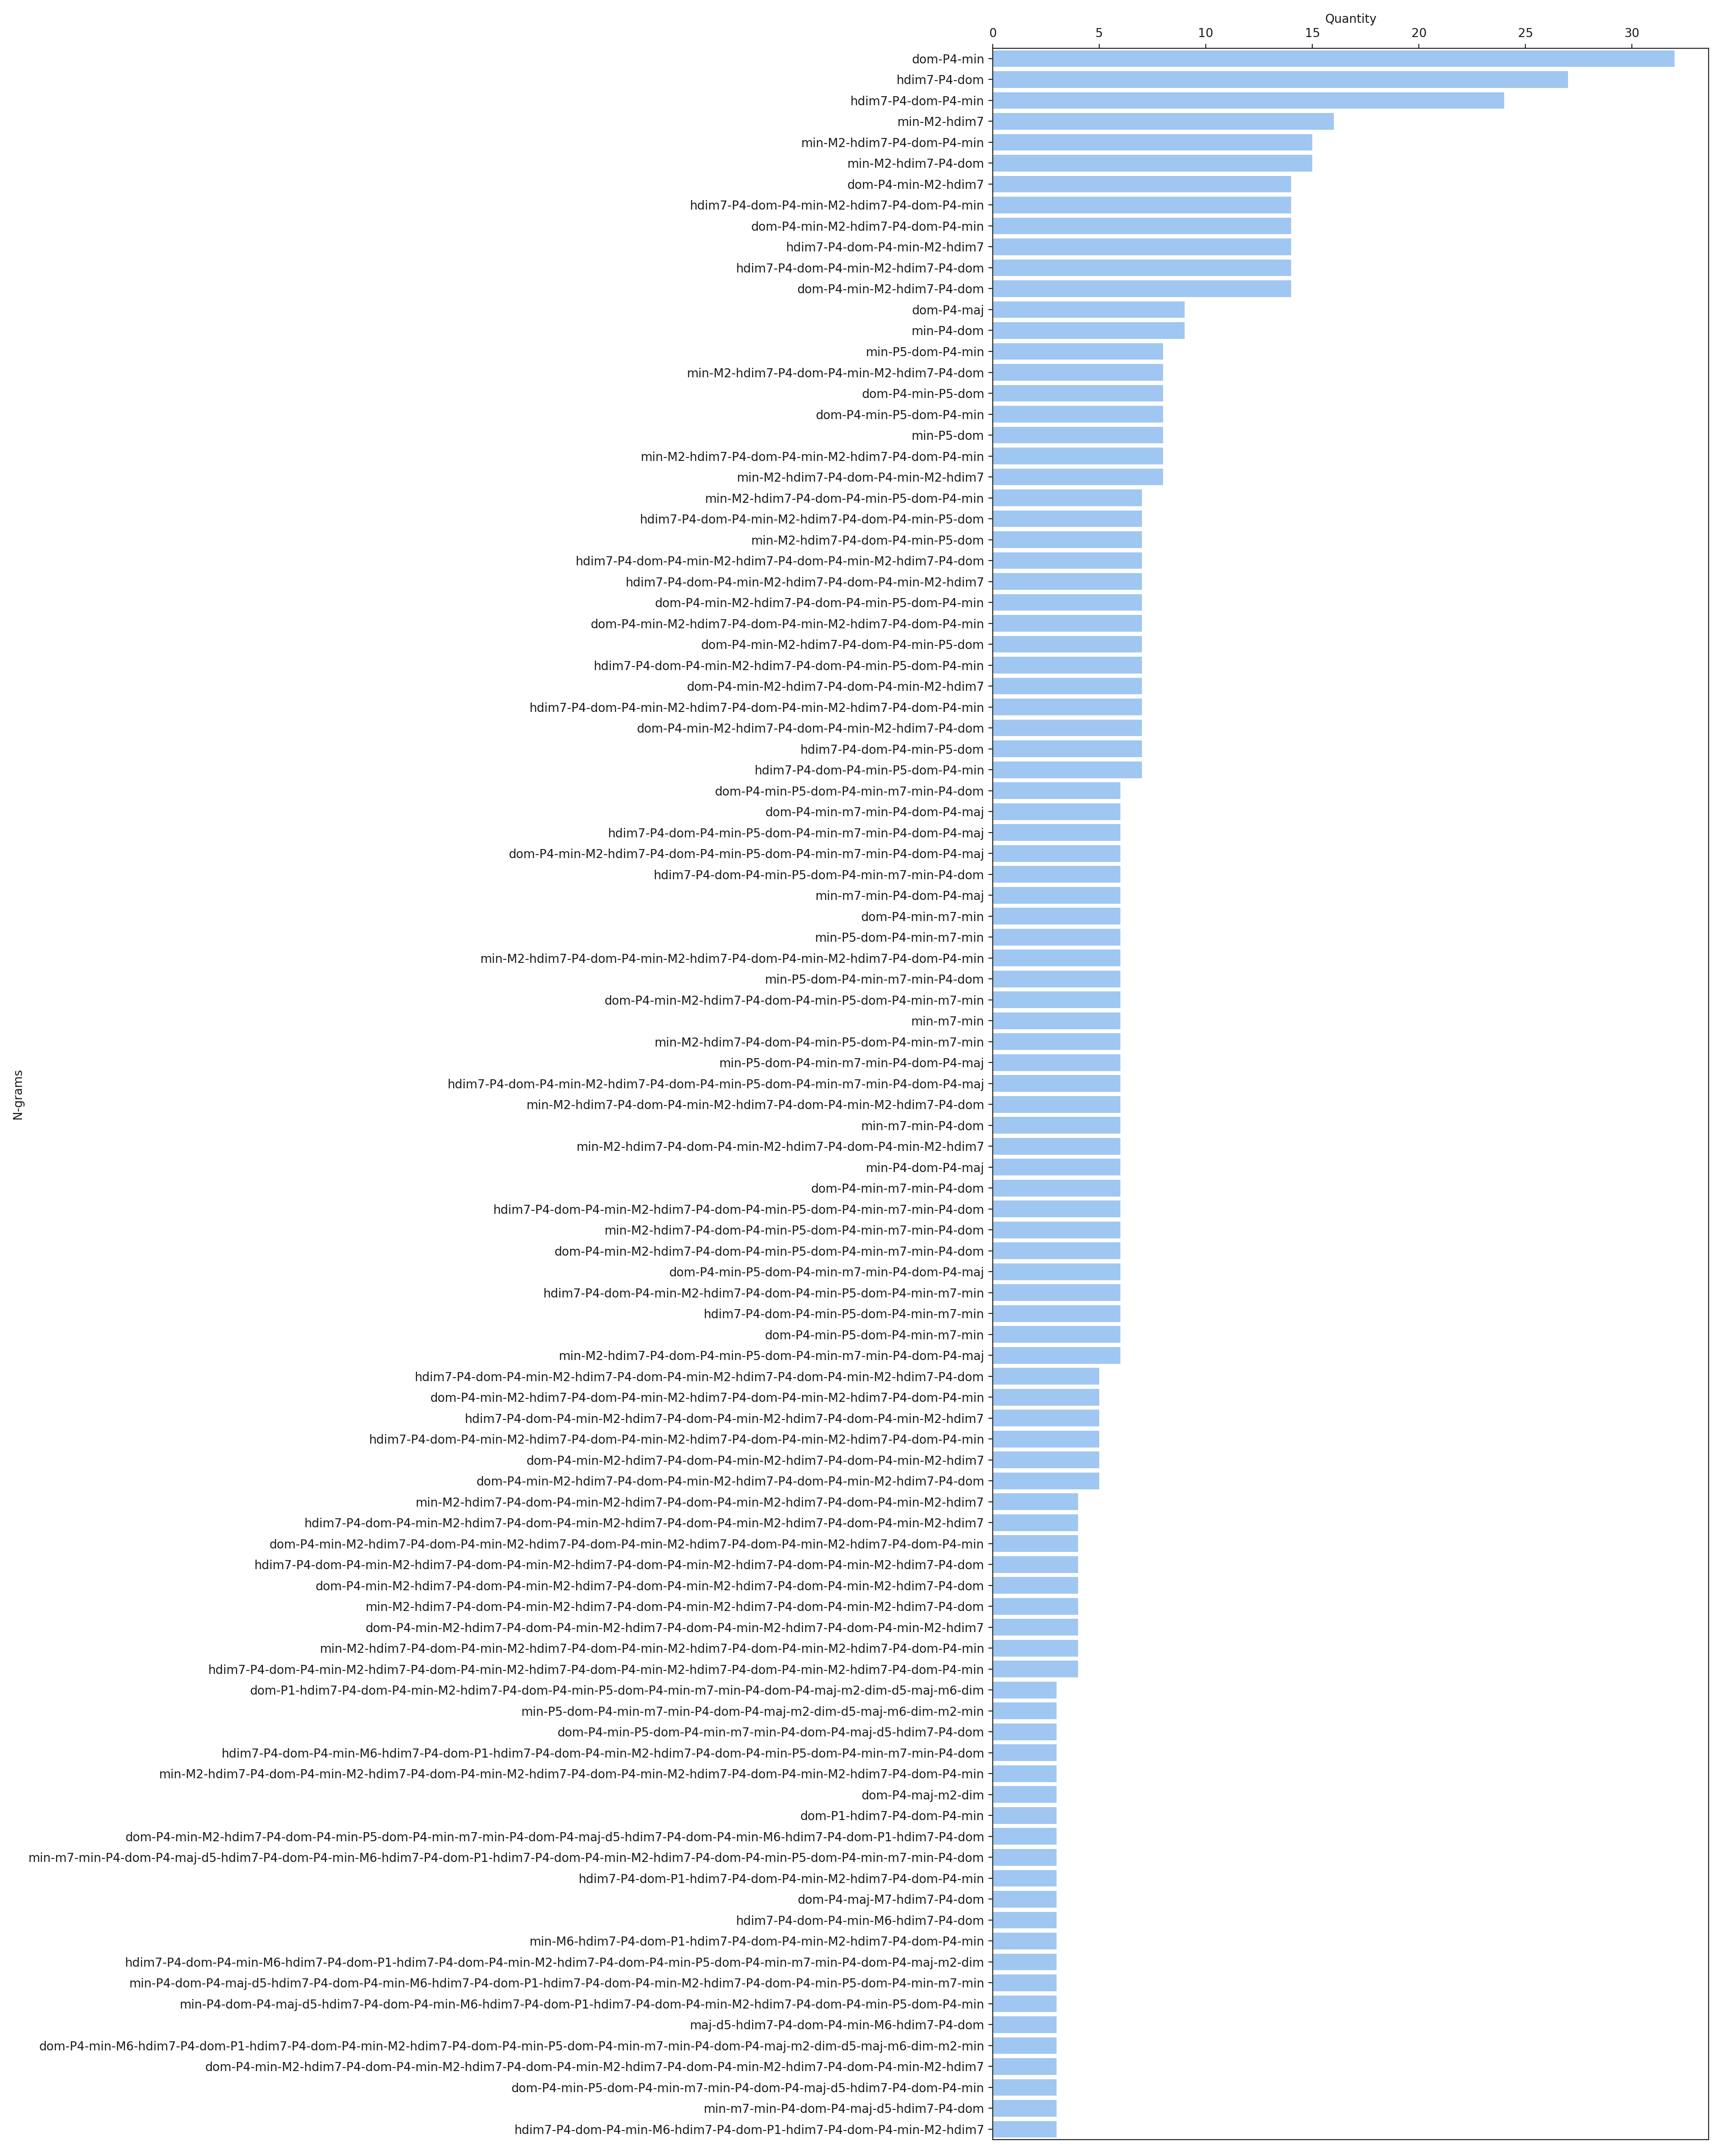 Quantity
0 5 10 15 20 25 30
dom-P4-min
hdim7-P4-dom
hdim7-P4-dom-P4-min
min-M2-hdim7
min-M2-hdim7-P4-dom-P4-min
min-M2-hdim7-P4-dom
dom-P4-min-M2-hdim7
hdim7-P4-dom-P4-min-M2-hdim7-P4-dom-P4-min
dom-P4-min-M2-hdim7-P4-dom-P4-min
hdim7-P4-dom-P4-min-M2-hdim7
hdim7-P4-dom-P4-min-M2-hdim7-P4-dom
dom-P4-min-M2-hdim7-P4-dom
dom-P4-maj
min-P4-dom
min-P5-dom-P4-min
min-M2-hdim7-P4-dom-P4-min-M2-hdim7-P4-dom
dom-P4-min-P5-dom
dom-P4-min-P5-dom-P4-min
min-P5-dom
min-M2-hdim7-P4-dom-P4-min-M2-hdim7-P4-dom-P4-min
min-M2-hdim7-P4-dom-P4-min-M2-hdim7
min-M2-hdim7-P4-dom-P4-min-P5-dom-P4-min
hdim7-P4-dom-P4-min-M2-hdim7-P4-dom-P4-min-P5-dom
min-M2-hdim7-P4-dom-P4-min-P5-dom
hdim7-P4-dom-P4-min-M2-hdim7-P4-dom-P4-min-M2-hdim7-P4-dom
hdim7-P4-dom-P4-min-M2-hdim7-P4-dom-P4-min-M2-hdim7
dom-P4-min-M2-hdim7-P4-dom-P4-min-P5-dom-P4-min
dom-P4-min-M2-hdim7-P4-dom-P4-min-M2-hdim7-P4-dom-P4-min
dom-P4-min-M2-hdim7-P4-dom-P4-min-P5-dom
hdim7-P4-dom-P4-min-M2-hdim7-P4-dom-P4-min-P5-dom-P4-min
dom-P4-min-M2-hdim7-P4-dom-P4-min-M2-hdim7
hdim7-P4-dom-P4-min-M2-hdim7-P4-dom-P4-min-M2-hdim7-P4-dom-P4-min
dom-P4-min-M2-hdim7-P4-dom-P4-min-M2-hdim7-P4-dom
hdim7-P4-dom-P4-min-P5-dom
hdim7-P4-dom-P4-min-P5-dom-P4-min
dom-P4-min-P5-dom-P4-min-m7-min-P4-dom
dom-P4-min-m7-min-P4-dom-P4-maj
hdim7-P4-dom-P4-min-P5-dom-P4-min-m7-min-P4-dom-P4-maj
dom-P4-min-M2-hdim7-P4-dom-P4-min-P5-dom-P4-min-m7-min-P4-dom-P4-maj
hdim7-P4-dom-P4-min-P5-dom-P4-min-m7-min-P4-dom
min-m7-min-P4-dom-P4-maj
dom-P4-min-m7-min
min-P5-dom-P4-min-m7-min
min-M2-hdim7-P4-dom-P4-min-M2-hdim7-P4-dom-P4-min-M2-hdim7-P4-dom-P4-min
min-P5-dom-P4-min-m7-min-P4-dom
dom-P4-min-M2-hdim7-P4-dom-P4-min-P5-dom-P4-min-m7-min
min-m7-min
min-M2-hdim7-P4-dom-P4-min-P5-dom-P4-min-m7-min
min-P5-dom-P4-min-m7-min-P4-dom-P4-maj
hdim7-P4-dom-P4-min-M2-hdim7-P4-dom-P4-min-P5-dom-P4-min-m7-min-P4-dom-P4-maj
min-M2-hdim7-P4-dom-P4-min-M2-hdim7-P4-dom-P4-min-M2-hdim7-P4-dom
min-m7-min-P4-dom
min-M2-hdim7-P4-dom-P4-min-M2-hdim7-P4-dom-P4-min-M2-hdim7
min-P4-dom-P4-maj
dom-P4-min-m7-min-P4-dom
hdim7-P4-dom-P4-min-M2-hdim7-P4-dom-P4-min-P5-dom-P4-min-m7-min-P4-dom
min-M2-hdim7-P4-dom-P4-min-P5-dom-P4-min-m7-min-P4-dom
dom-P4-min-M2-hdim7-P4-dom-P4-min-P5-dom-P4-min-m7-min-P4-dom
dom-P4-min-P5-dom-P4-min-m7-min-P4-dom-P4-maj
hdim7-P4-dom-P4-min-M2-hdim7-P4-dom-P4-min-P5-dom-P4-min-m7-min
hdim7-P4-dom-P4-min-P5-dom-P4-min-m7-min
dom-P4-min-P5-dom-P4-min-m7-min
min-M2-hdim7-P4-dom-P4-min-P5-dom-P4-min-m7-min-P4-dom-P4-maj
hdim7-P4-dom-P4-min-M2-hdim7-P4-dom-P4-min-M2-hdim7-P4-dom-P4-min-M2-hdim7-P4-dom
dom-P4-min-M2-hdim7-P4-dom-P4-min-M2-hdim7-P4-dom-P4-min-M2-hdim7-P4-dom-P4-min
hdim7-P4-dom-P4-min-M2-hdim7-P4-dom-P4-min-M2-hdim7-P4-dom-P4-min-M2-hdim7
hdim7-P4-dom-P4-min-M2-hdim7-P4-dom-P4-min-M2-hdim7-P4-dom-P4-min-M2-hdim7-P4-dom-P4-min
dom-P4-min-M2-hdim7-P4-dom-P4-min-M2-hdim7-P4-dom-P4-min-M2-hdim7
dom-P4-min-M2-hdim7-P4-dom-P4-min-M2-hdim7-P4-dom-P4-min-M2-hdim7-P4-dom
min-M2-hdim7-P4-dom-P4-min-M2-hdim7-P4-dom-P4-min-M2-hdim7-P4-dom-P4-min-M2-hdim7
hdim7-P4-dom-P4-min-M2-hdim7-P4-dom-P4-min-M2-hdim7-P4-dom-P4-min-M2-hdim7-P4-dom-P4-min-M2-hdim7
dom-P4-min-M2-hdim7-P4-dom-P4-min-M2-hdim7-P4-dom-P4-min-M2-hdim7-P4-dom-P4-min-M2-hdim7-P4-dom-P4-min
hdim7-P4-dom-P4-min-M2-hdim7-P4-dom-P4-min-M2-hdim7-P4-dom-P4-min-M2-hdim7-P4-dom-P4-min-M2-hdim7-P4-dom
dom-P4-min-M2-hdim7-P4-dom-P4-min-M2-hdim7-P4-dom-P4-min-M2-hdim7-P4-dom-P4-min-M2-hdim7-P4-dom
min-M2-hdim7-P4-dom-P4-min-M2-hdim7-P4-dom-P4-min-M2-hdim7-P4-dom-P4-min-M2-hdim7-P4-dom
dom-P4-min-M2-hdim7-P4-dom-P4-min-M2-hdim7-P4-dom-P4-min-M2-hdim7-P4-dom-P4-min-M2-hdim7
min-M2-hdim7-P4-dom-P4-min-M2-hdim7-P4-dom-P4-min-M2-hdim7-P4-dom-P4-min-M2-hdim7-P4-dom-P4-min
hdim7-P4-dom-P4-min-M2-hdim7-P4-dom-P4-min-M2-hdim7-P4-dom-P4-min-M2-hdim7-P4-dom-P4-min-M2-hdim7-P4-dom-P4-min
dom-P1-hdim7-P4-dom-P4-min-M2-hdim7-P4-dom-P4-min-P5-dom-P4-min-m7-min-P4-dom-P4-maj-m2-dim-d5-maj-m6-dim
min-P5-dom-P4-min-m7-min-P4-dom-P4-maj-m2-dim-d5-maj-m6-dim-m2-min
dom-P4-min-P5-dom-P4-min-m7-min-P4-dom-P4-maj-d5-hdim7-P4-dom
hdim7-P4-dom-P4-min-M6-hdim7-P4-dom-P1-hdim7-P4-dom-P4-min-M2-hdim7-P4-dom-P4-min-P5-dom-P4-min-m7-min-P4-dom
min-M2-hdim7-P4-dom-P4-min-M2-hdim7-P4-dom-P4-min-M2-hdim7-P4-dom-P4-min-M2-hdim7-P4-dom-P4-min-M2-hdim7-P4-dom-P4-min
dom-P4-maj-m2-dim
dom-P1-hdim7-P4-dom-P4-min
dom-P4-min-M2-hdim7-P4-dom-P4-min-P5-dom-P4-min-m7-min-P4-dom-P4-maj-d5-hdim7-P4-dom-P4-min-M6-hdim7-P4-dom-P1-hdim7-P4-dom
min-m7-min-P4-dom-P4-maj-d5-hdim7-P4-dom-P4-min-M6-hdim7-P4-dom-P1-hdim7-P4-dom-P4-min-M2-hdim7-P4-dom-P4-min-P5-dom-P4-min-m7-min-P4-dom
hdim7-P4-dom-P1-hdim7-P4-dom-P4-min-M2-hdim7-P4-dom-P4-min
dom-P4-maj-M7-hdim7-P4-dom
hdim7-P4-dom-P4-min-M6-hdim7-P4-dom
min-M6-hdim7-P4-dom-P1-hdim7-P4-dom-P4-min-M2-hdim7-P4-dom-P4-min
hdim7-P4-dom-P4-min-M6-hdim7-P4-dom-P1-hdim7-P4-dom-P4-min-M2-hdim7-P4-dom-P4-min-P5-dom-P4-min-m7-min-P4-dom-P4-maj-m2-dim
min-P4-dom-P4-maj-d5-hdim7-P4-dom-P4-min-M6-hdim7-P4-dom-P1-hdim7-P4-dom-P4-min-M2-hdim7-P4-dom-P4-min-P5-dom-P4-min-m7-min
min-P4-dom-P4-maj-d5-hdim7-P4-dom-P4-min-M6-hdim7-P4-dom-P1-hdim7-P4-dom-P4-min-M2-hdim7-P4-dom-P4-min-P5-dom-P4-min
maj-d5-hdim7-P4-dom-P4-min-M6-hdim7-P4-dom
dom-P4-min-M6-hdim7-P4-dom-P1-hdim7-P4-dom-P4-min-M2-hdim7-P4-dom-P4-min-P5-dom-P4-min-m7-min-P4-dom-P4-maj-m2-dim-d5-maj-m6-dim-m2-min
dom-P4-min-M2-hdim7-P4-dom-P4-min-M2-hdim7-P4-dom-P4-min-M2-hdim7-P4-dom-P4-min-M2-hdim7-P4-dom-P4-min-M2-hdim7
dom-P4-min-P5-dom-P4-min-m7-min-P4-dom-P4-maj-d5-hdim7-P4-dom-P4-min
min-m7-min-P4-dom-P4-maj-d5-hdim7-P4-dom
hdim7-P4-dom-P4-min-M6-hdim7-P4-dom-P1-hdim7-P4-dom-P4-min-M2-hdim7
N-grams